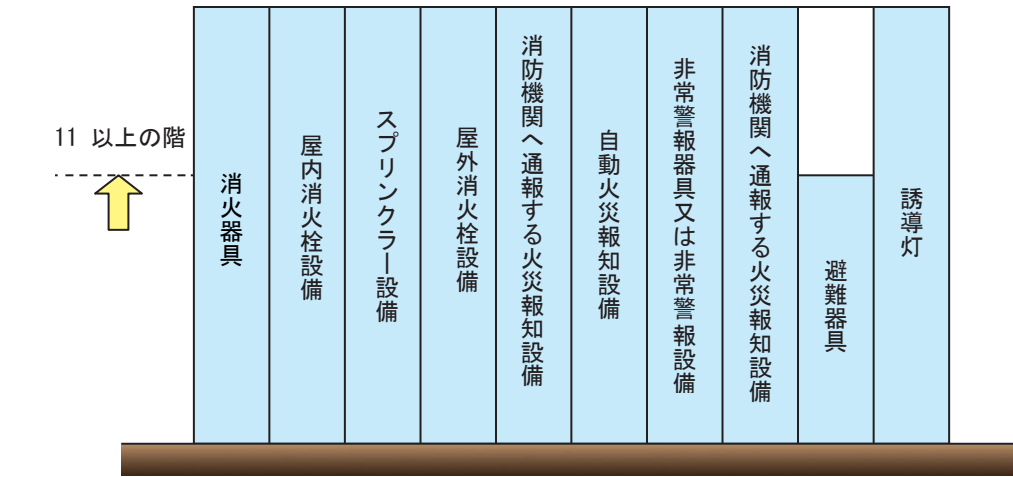 11 以上の階
消火器具
屋内消火栓設備
スプリンクラー設備
屋外消火栓設備
消防機関へ通報する火災報知設備
自動火災報知設備
非常警報器具又は非常警報設備
消防機関へ通報する火災報知設備
避難器具
誘導灯